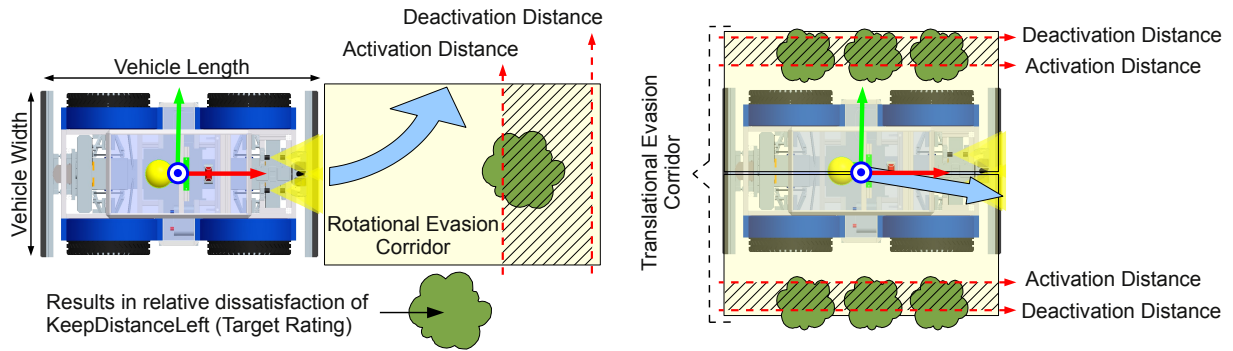 Deactivation Distance
Activation Distance
Vehicle Length
Vehicle Width
Rotational Evasion
Corridor
Results in relative dissatisfaction of
KeepDistanceLeft (Target Rating)
Translational Evasion
Corridor
Deactivation Distance
Activation Distance
Activation Distance
Deactivation Distance